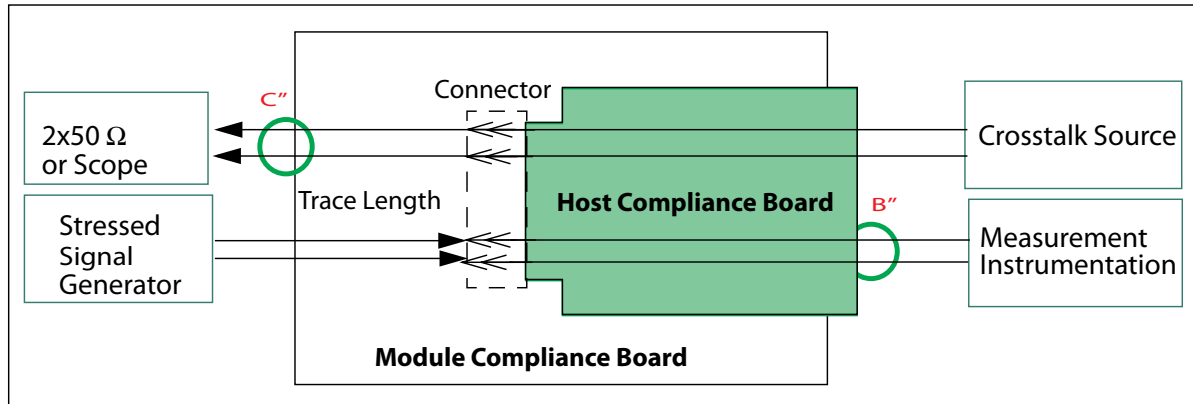 C″
Connector
2x50 Ω
or Scope
Crosstalk Source
Trace Length
Host Compliance Board
B″
Stressed
Signal
Generator
Measurement
Instrumentation
Module Compliance Board